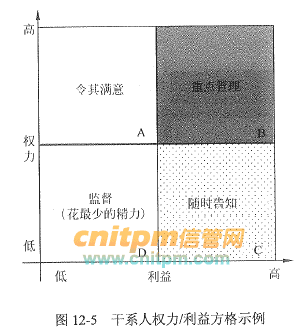 高
令其满意
重点管理
A
B
权力
监督
(花最少的精力)
随时告知
D
C
cnitpm信管网
www.cnitpm.com
低
低
利益
高
图 12-5 干系人权力/利益方格示例